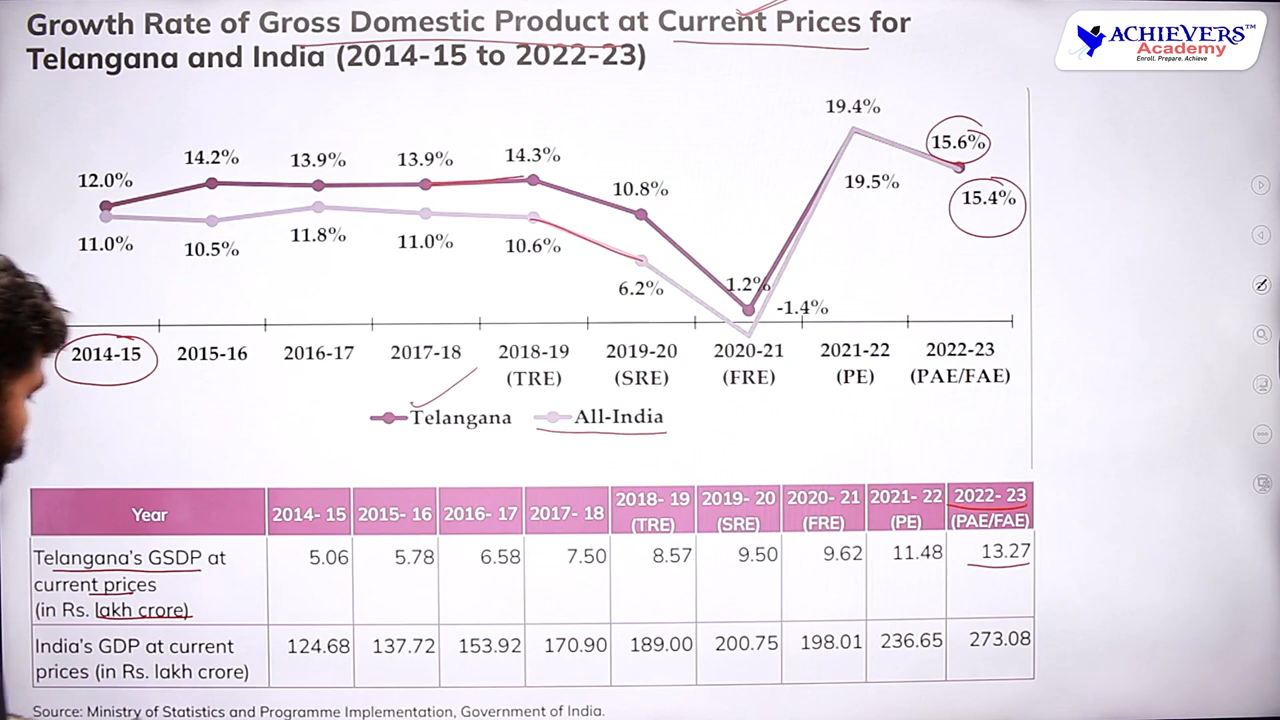 Growth Rate of Gross Domestic Product at Current Prices for
Telangana and India (2014-15 to 2022-23)
ACHIEVERS™
Academy
Enroll. Prepare. Achieve
12.0% 14.2% 13.9% 13.9% 14.3% 10.8% 1.2% 19.4% 15.6%
11.0% 10.5% 11.8% 11.0% 10.6% 6.2% -1.4% 19.5% 15.4%
2014-15 2015-16 2016-17 2017-18 2018-19 2019-20 2020-21 2021-22 2022-23
(TRE) (SRE) (FRE) (PE) (PAE/FAE)
Telangana All-India
Year 2014- 15 2015- 16 2016- 17 2017- 18 2018- 19 2019- 20 2020- 21 2021- 22 2022- 23
(TRE) (SRE) (FRE) (PE) (PAE/FAE)
Telangana's GSDP at 5.06 5.78 6.58 7.50 8.57 9.50 9.62 11.48 13.27
current prices
(in Rs. lakh crore)
India's GDP at current 124.68 137.72 153.92 170.90 189.00 200.75 198.01 236.65 273.08
prices (in Rs. lakh crore)
Source: Ministry of Statistics and Programme Implementation, Government of India.